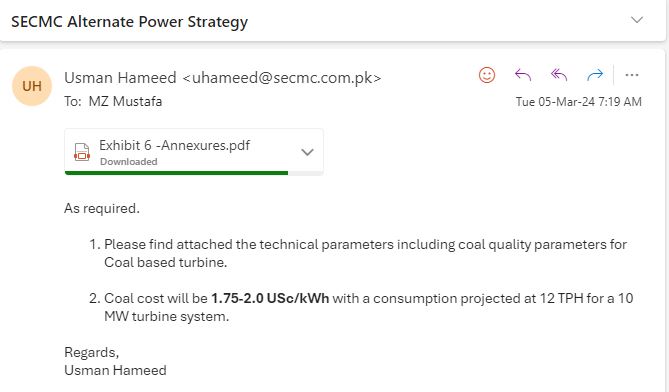 SECMC Alternate Power Strategy
UH
Usman Hameed <uhameed@secmc.com.pk>
To: MZ Mustafa
Tue 05-Mar-24 7:19 AM
Exhibit 6 -Annexures.pdf
Downloaded
As required.
1. Please find attached the technical parameters including coal quality parameters for
Coal based turbine.
2. Coal cost will be 1.75-2.0 USc/kWh with a consumption projected at 12 TPH for a 10
MW turbine system.
Regards,
Usman Hameed